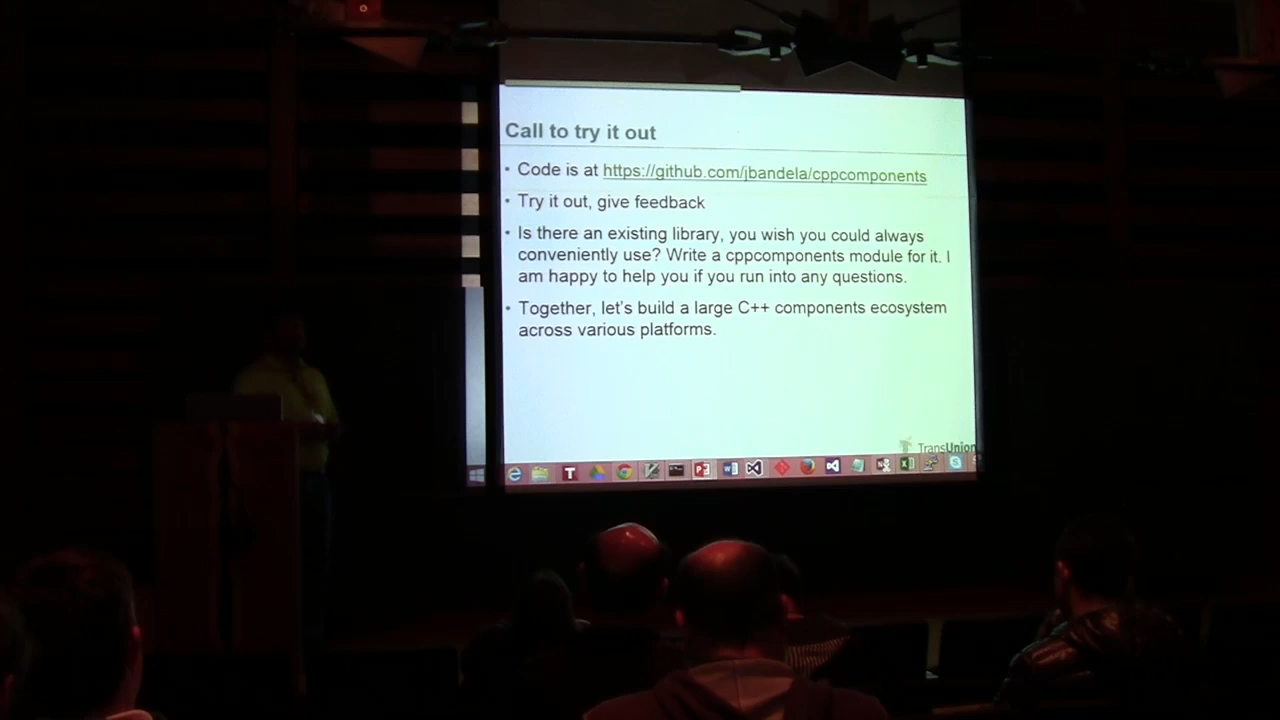 Call to try it out
• Code is at https://github.com/jbandela/cppcomponents
• Try it out, give feedback
• Is there an existing library, you wish you could always
conveniently use? Write a cppcomponents module for it. I
am happy to help you if you run into any questions.
• Together, let's build a large C++ components ecosystem
across various platforms.
TransUnion